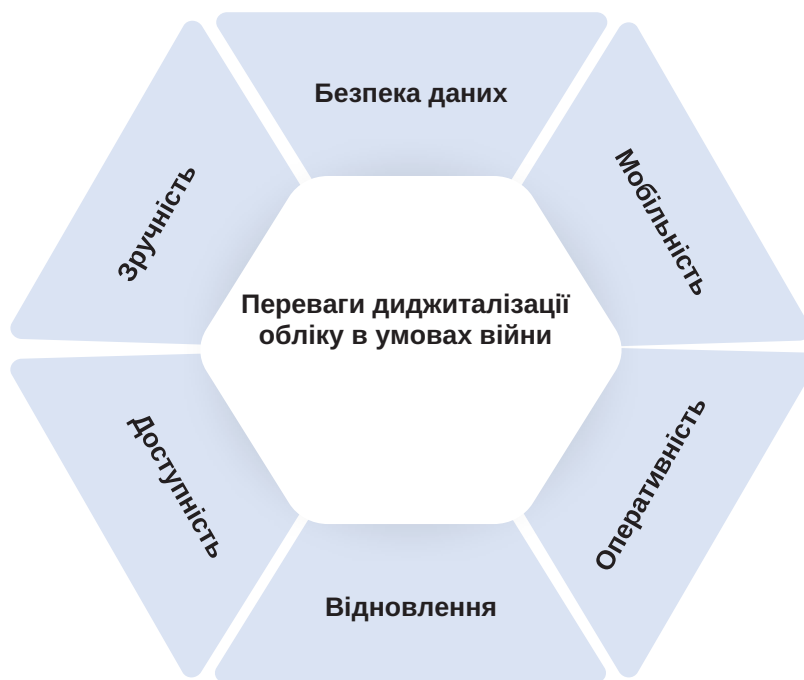 Безпека даних
Мобільність
Оперативність
Відновлення
Доступність
Зручність
Переваги диджиталізації
обліку в умовах війни